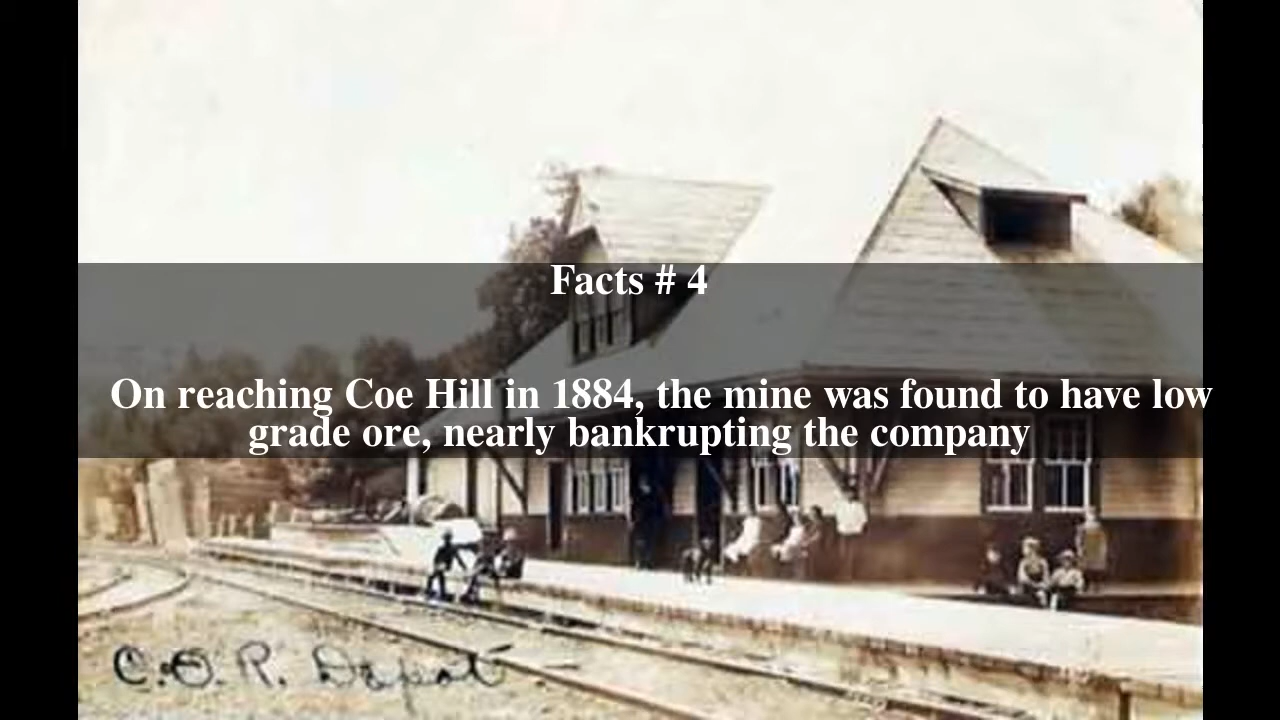 Facts # 4
On reaching Coe Hill in 1884, the mine was found to have low
grade ore, nearly bankrupting the company
C.O.R. Depot